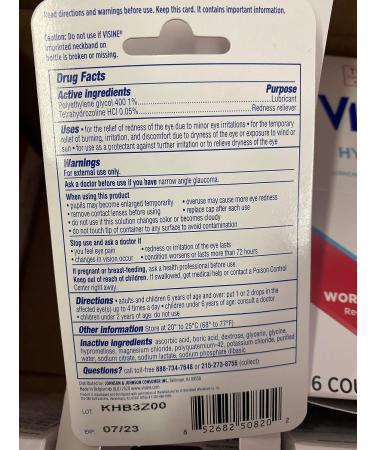 Read directions and warnings before use. Keep this card. It contains important information.
Caution: Do not use if VISINE®
imprinted neckband on
bottle is broken or missing.
Drug Facts
Active ingredients Purpose
Polyethylene glycol 400 1% Lubricant
Tetrahydrozoline HCl 0.05% Redness reliever
Uses • for the relief of redness of the eye due to minor eye irritations • for the temporary
relief of burning, irritation, and discomfort due to dryness of the eye or exposure to wind or
sun • for use as a protectant against further irritation or to relieve dryness of the eye
Warnings
For external use only.
Ask a doctor before use if you have narrow angle glaucoma.
When using this product
• pupils may become enlarged temporarily • overuse may cause more eye redness
• remove contact lenses before using • replace cap after each use
• do not use if this solution changes color or becomes cloudy
• do not touch tip of container to any surface to avoid contamination
Stop use and ask a doctor if
• you feel eye pain • redness or irritation of the eye lasts
• changes in vision occur • condition worsens or lasts more than 72 hours
If pregnant or breast-feeding, ask a health professional before use.
Keep out of reach of children. If swallowed, get medical help or contact a Poison Control
Center right away.
Directions • adults and children 6 years of age and over: put 1 or 2 drops in the
affected eye(s) up to 4 times a day • children under 6 years of age: consult a doctor
• children under 2 years of age: do not use
Other information Store at 20° to 25°C (68° to 77°F)
Inactive ingredients ascorbic acid, boric acid, dextrose, glycerin, glycine,
hypromellose, magnesium chloride, polyquaternium-42, potassium chloride, purified
water, sodium citrate, sodium lactate, sodium phosphate dibasic
Questions? call toll-free 888-734-7648 or 215-273-8755 (collect)
Distributed by: JOHNSON & JOHNSON CONSUMER INC.
www.visine.com
LOT: KHB3Z00
EXP: 07/23
8 52682 50820 2
HY
WOR
Re
6 COU